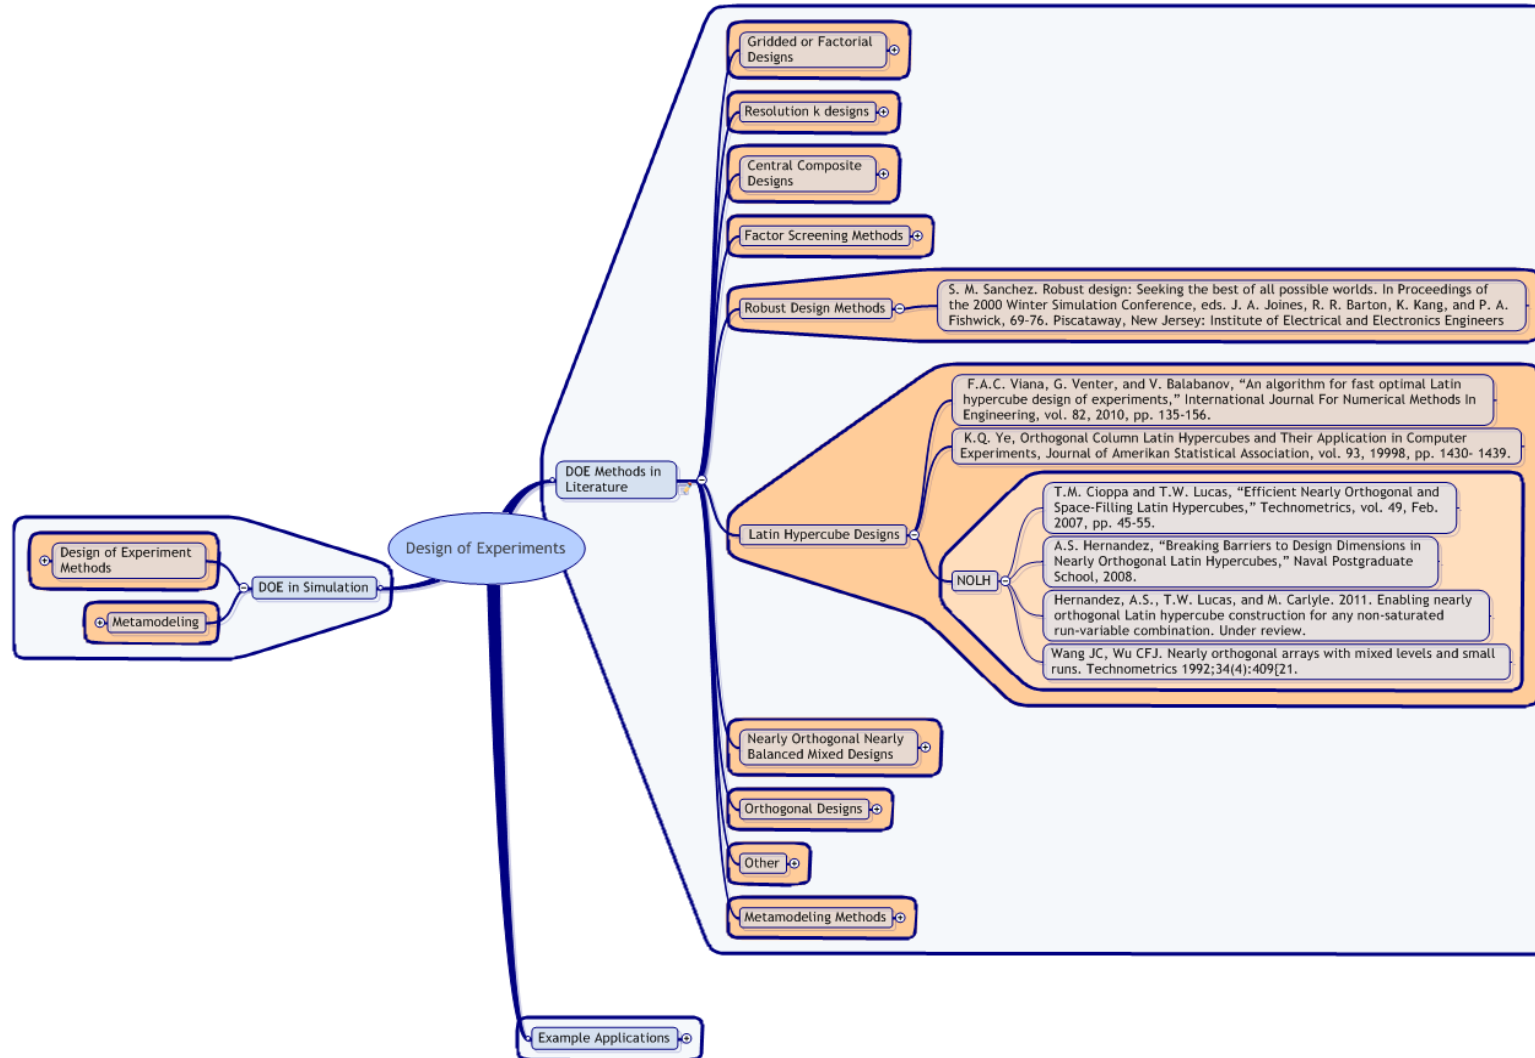 Gridded or Factorial
Designs
Resolution k designs
Central Composite
Designs
Factor Screening Methods
Robust Design Methods
S. M. Sanchez. Robust design: Seeking the best of all possible worlds. In Proceedings of
the 2000 Winter Simulation Conference, eds. J. A. Joines, R. R. Barton, K. Kang, and P. A.
Fishwick, 69-76. Piscataway, New Jersey: Institute of Electrical and Electronics Engineers
F.A.C. Viana, G. Venter, and V. Balabanov, “An algorithm for fast optimal Latin
hypercube design of experiments,” International Journal For Numerical Methods In
Engineering, vol. 82, 2010, pp. 135-156.
K.Q. Ye, Orthogonal Column Latin Hypercubes and Their Application in Computer
Experiments, Journal of Amerikan Statistical Association, vol. 93, 19998, pp. 1430- 1439.
DOE Methods in
Literature
Latin Hypercube Designs
NOLH
T.M. Cioppa and T.W. Lucas, “Efficient Nearly Orthogonal and
Space-Filling Latin Hypercubes,” Technometrics, vol. 49, Feb.
2007, pp. 45-55.
A.S. Hernandez, “Breaking Barriers to Design Dimensions in
Nearly Orthogonal Latin Hypercubes,” Naval Postgraduate
School, 2008.
Hernandez, A.S., T.W. Lucas, and M. Carlyle. 2011. Enabling nearly
orthogonal Latin hypercube construction for any non-saturated
run-variable combination. Under review.
Wang JC, Wu CFJ. Nearly orthogonal arrays with mixed levels and small
runs. Technometrics 1992;34(4):409[21.
Design of Experiments
Design of Experiment
Methods
DOE in Simulation
Metamodeling
Nearly Orthogonal Nearly
Balanced Mixed Designs
Orthogonal Designs
Other
Metamodeling Methods
Example Applications